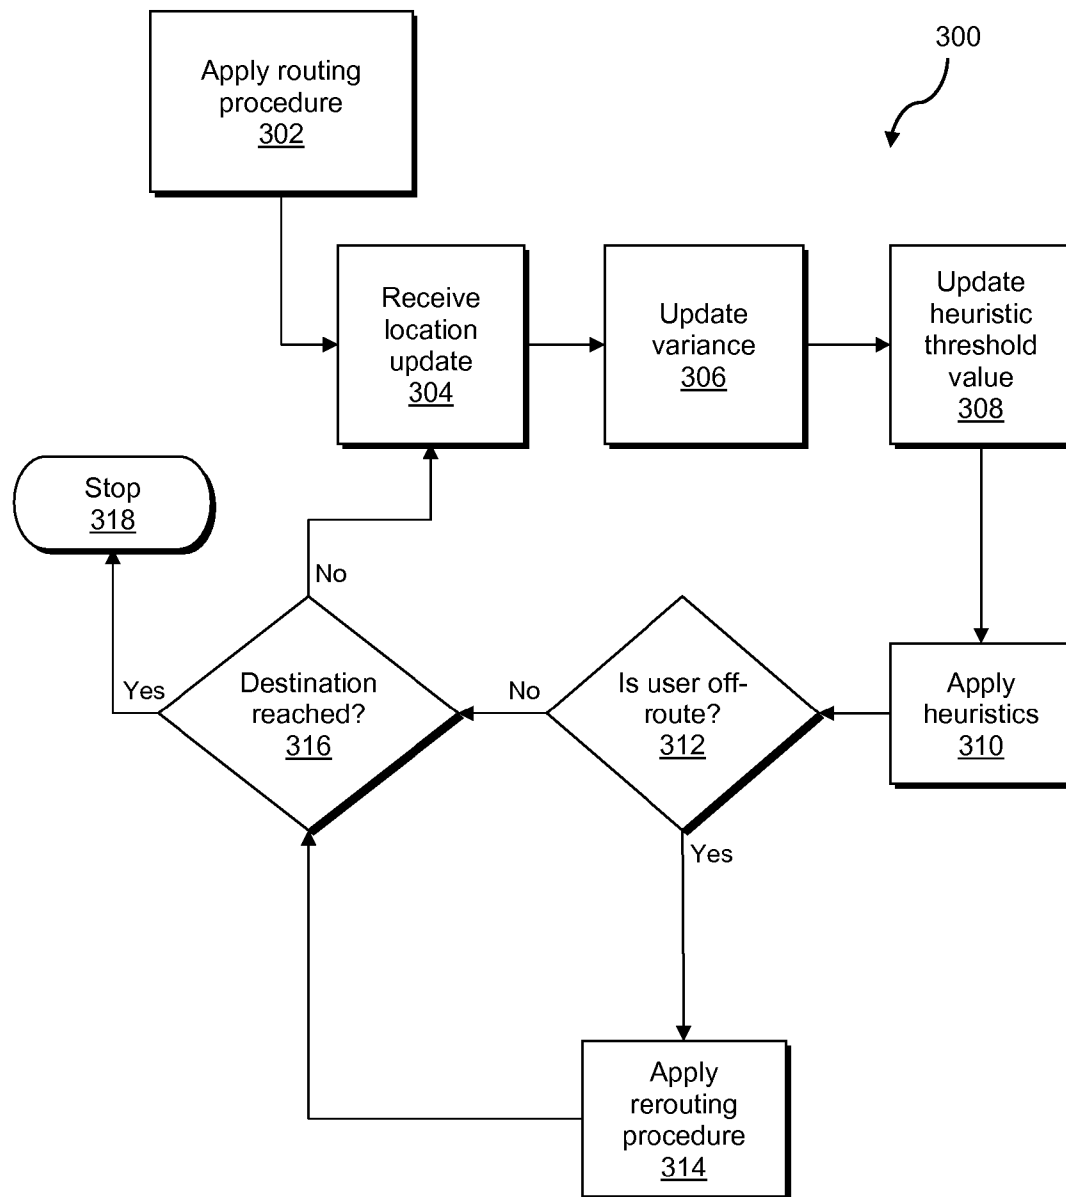 300
Apply routing
procedure
302
Receive
location
update
304
Update
variance
306
Update
heuristic
threshold
value
308
Stop
318
No
Yes
Destination
reached?
316
No
Is user off-
route?
312
Apply
heuristics
310
Yes
Apply
rerouting
procedure
314